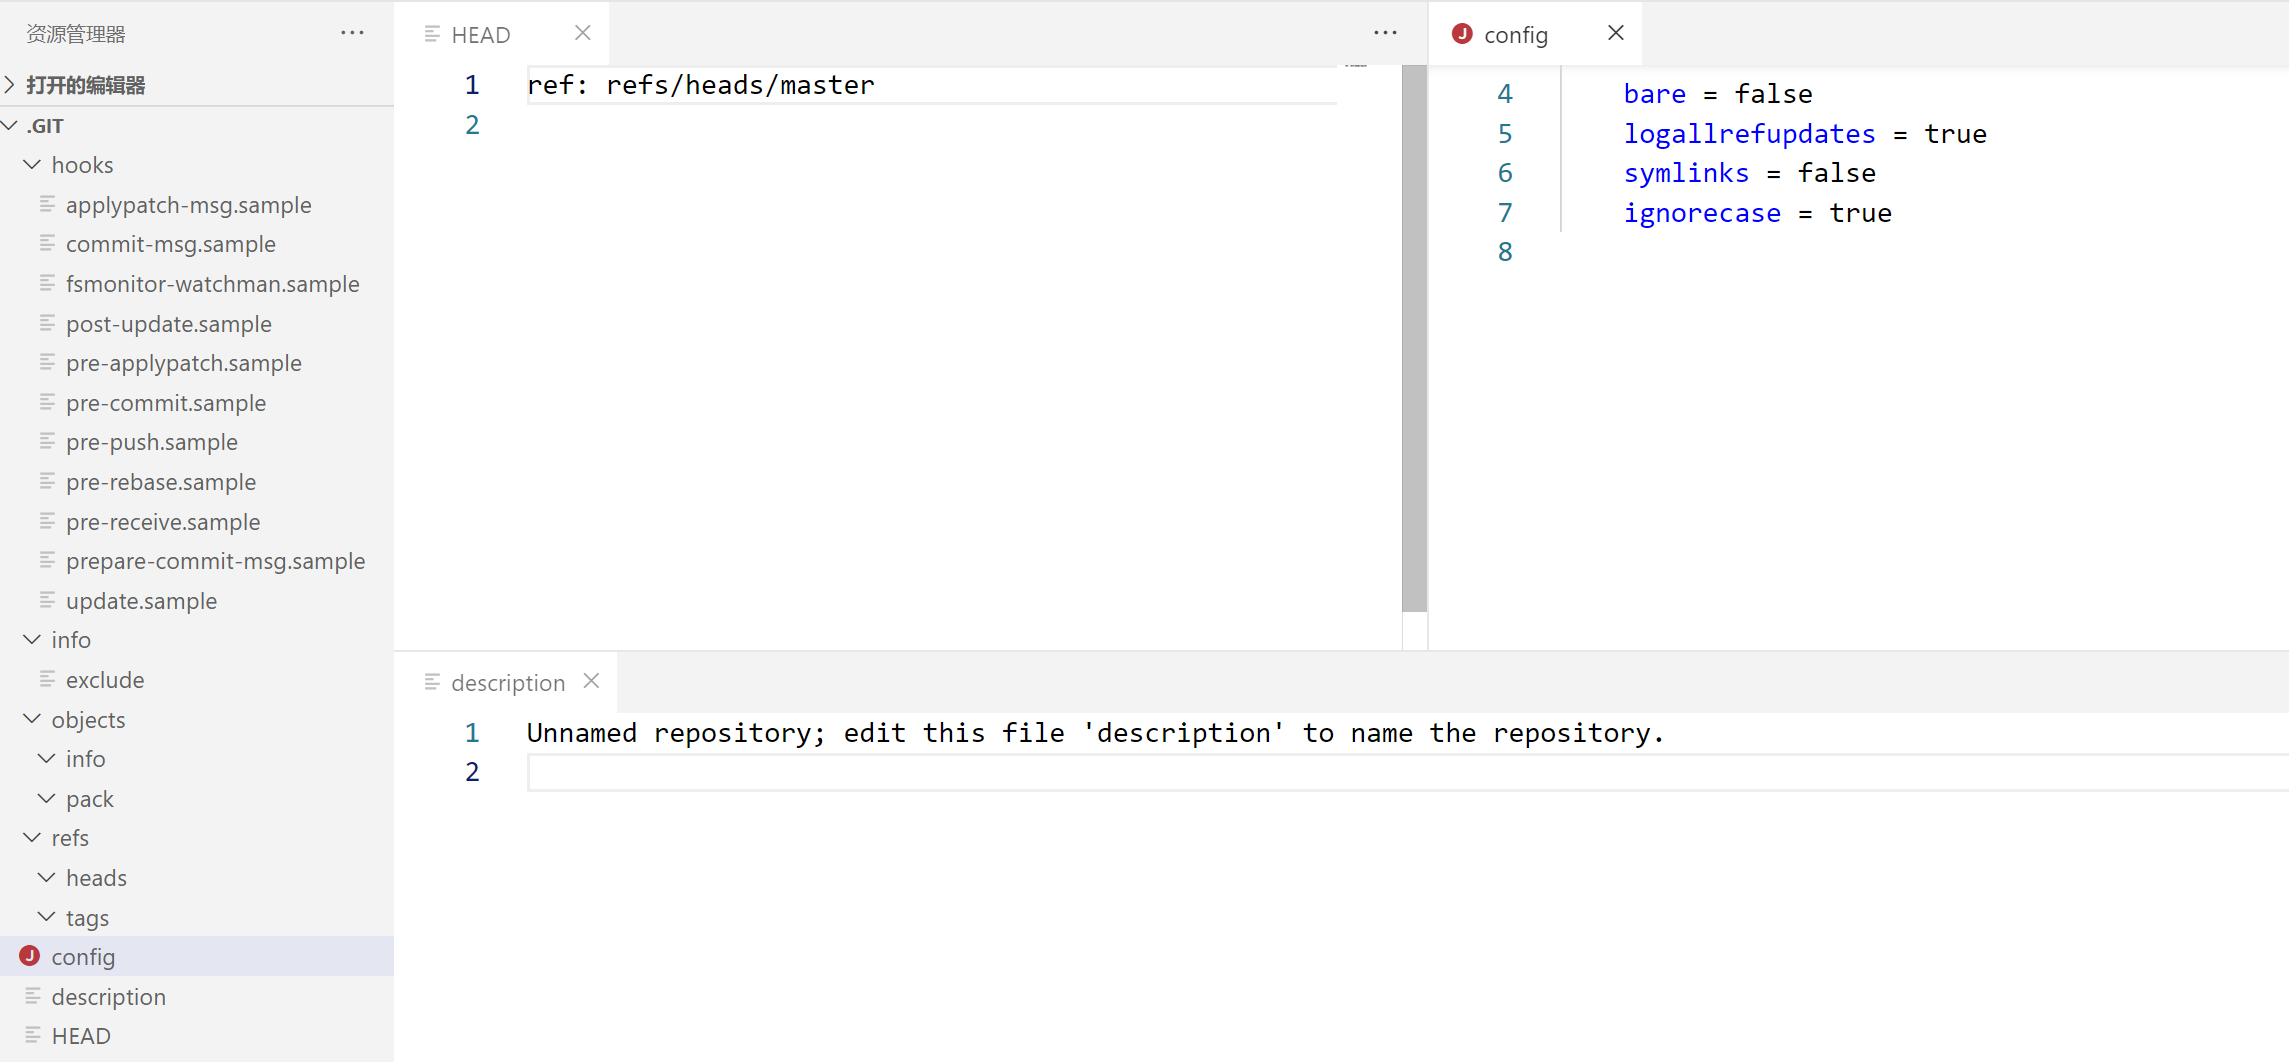 资源管理器
打开的编辑器
.GIT
hooks
applypatch-msg.sample
commit-msg.sample
fsmonitor-watchman.sample
post-update.sample
pre-applypatch.sample
pre-commit.sample
pre-push.sample
pre-rebase.sample
pre-receive.sample
prepare-commit-msg.sample
update.sample
info
exclude
objects
info
pack
refs
heads
tags
J config
description
HEAD
HEAD
1 ref: refs/heads/master
2
J config
4 bare = false
5 logallrefupdates = true
6 symlinks = false
7 ignorecase = true
8
description
1 Unnamed repository; edit this file 'description' to name the repository.
2